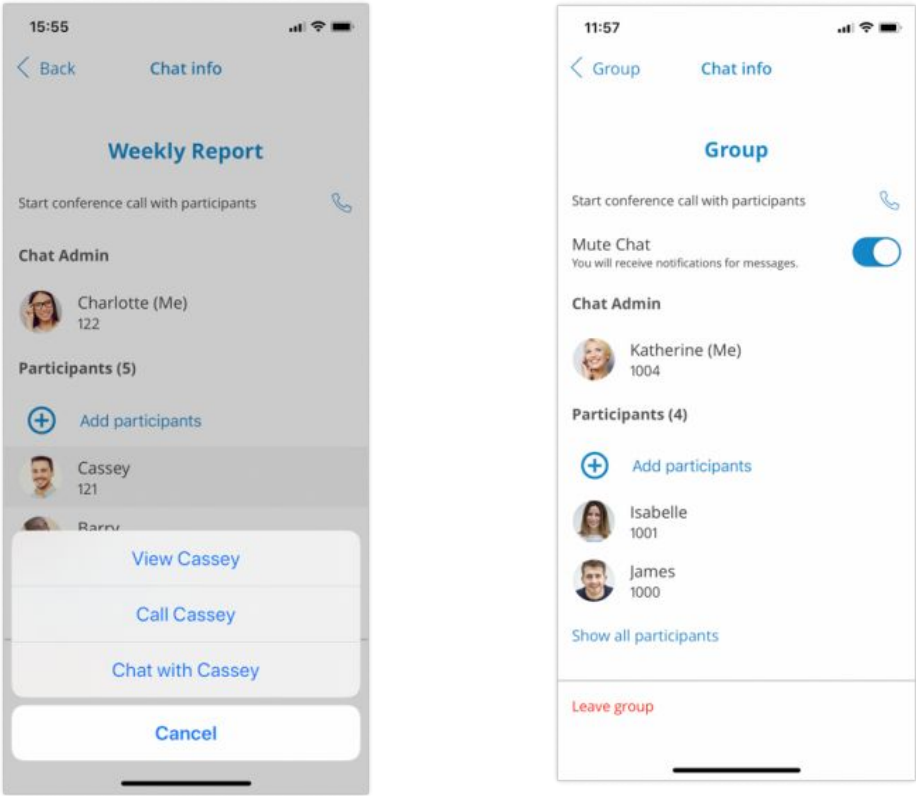 15:55
Back
Chat info
Weekly Report
Start conference call with participants
Chat Admin
Charlotte (Me)
122
Participants (5)
Add participants
Cassey
121
Barry
View Cassey
Call Cassey
Chat with Cassey
Cancel
11:57
Group
Chat info
Group
Start conference call with participants
Mute Chat
You will receive notifications for messages.
Chat Admin
Katherine (Me)
1004
Participants (4)
Add participants
Isabelle
1001
James
1000
Show all participants
Leave group